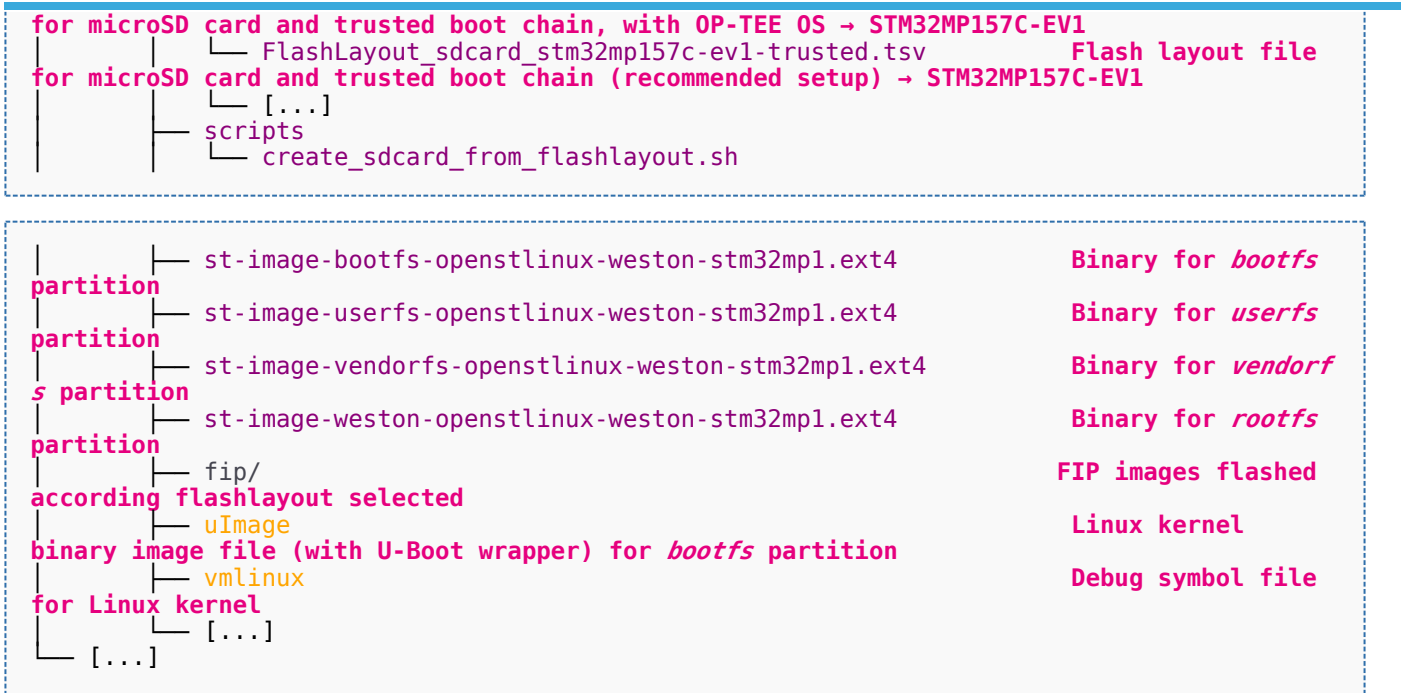 for microSD card and trusted boot chain, with OP-TEE OS → STM32MP157C-EV1
│       │   └── FlashLayout_sdcard_stm32mp157c-ev1-trusted.tsv          Flash layout file
for microSD card and trusted boot chain (recommended setup) → STM32MP157C-EV1
│       │   └── [...]
│       ├── scripts
│       │   └── create_sdcard_from_flashlayout.sh
│       ├── st-image-bootfs-openstlinux-weston-stm32mp1.ext4            Binary for bootfs
partition
│       ├── st-image-userfs-openstlinux-weston-stm32mp1.ext4            Binary for userfs
partition
│       ├── st-image-vendorfs-openstlinux-weston-stm32mp1.ext4          Binary for vendorf
s partition
│       ├── st-image-weston-openstlinux-weston-stm32mp1.ext4            Binary for rootfs
partition
│       ├── fip/                                                       FIP images flashed
according flashlayout selected
│       ├── uImage                                                      Linux kernel
binary image file (with U-Boot wrapper) for bootfs partition
│       ├── vmlinux                                                     Debug symbol file
for Linux kernel
│       └── [...]
└── [...]